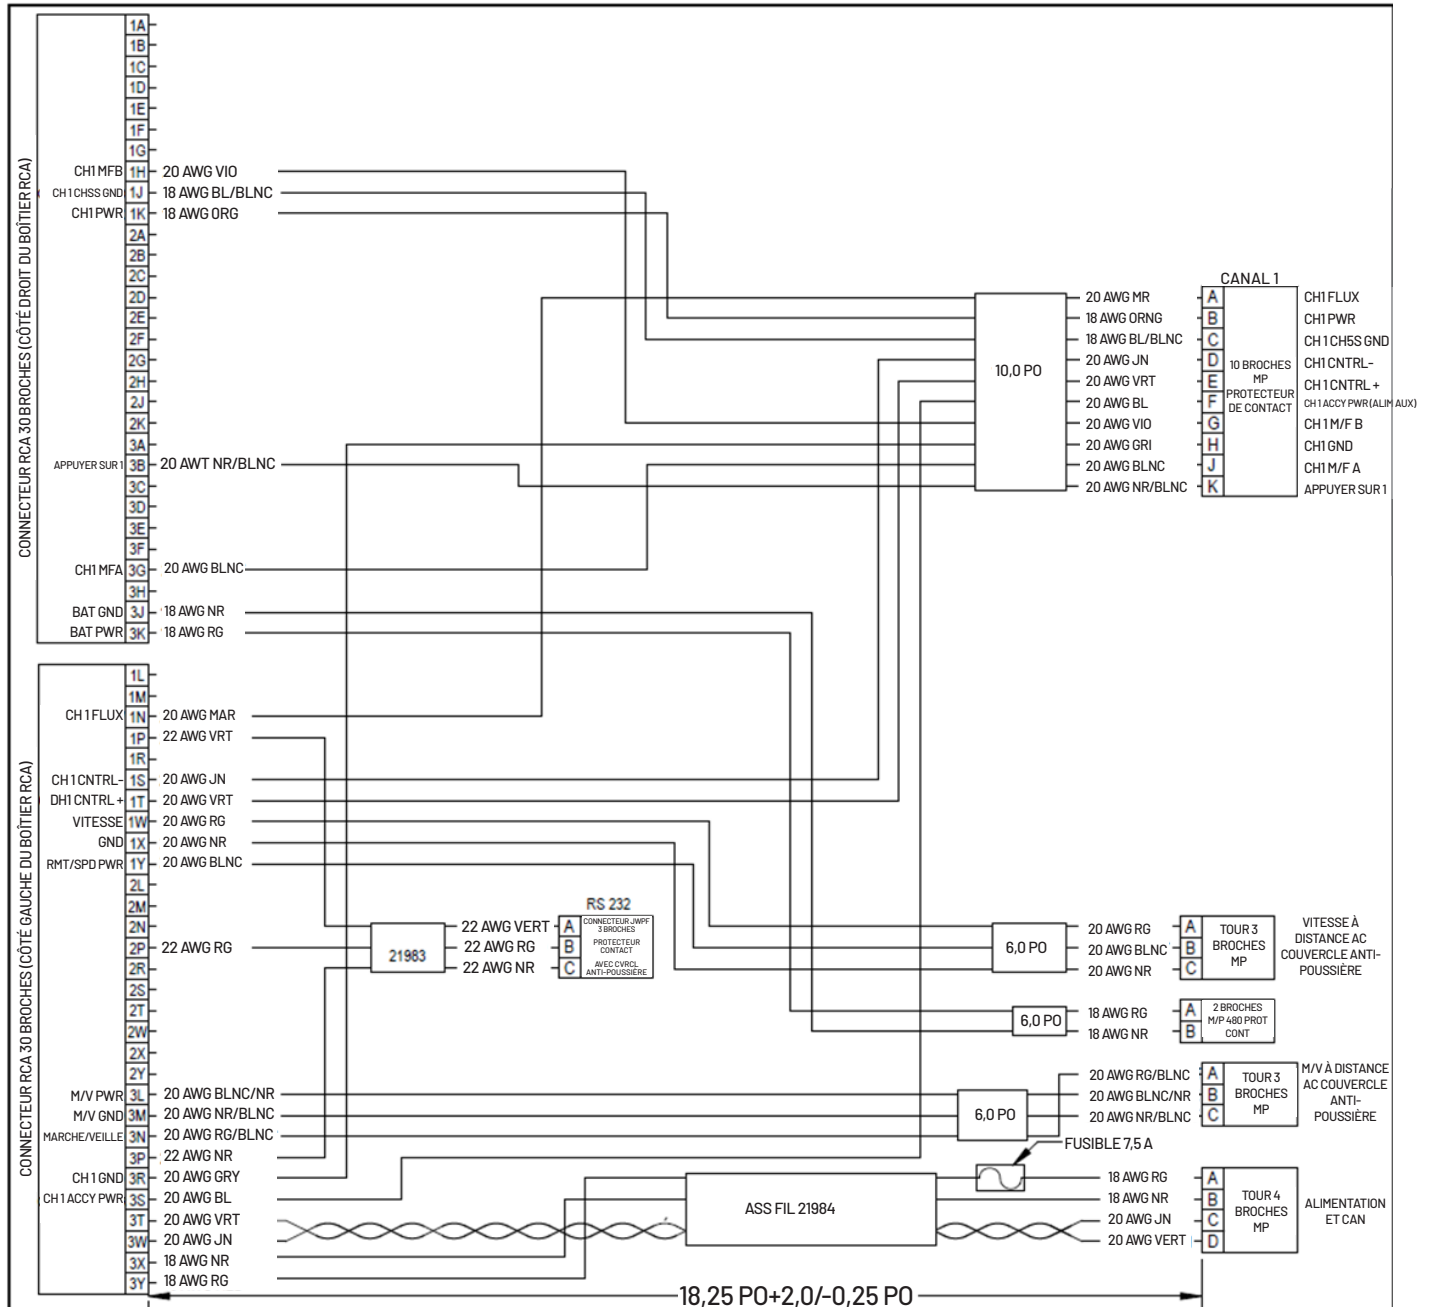 CONNECTEUR RCA 30 BROCHES (CÔTÉ DROIT DU BOÎTIER RCA)
1A
1B
1C
1D
1E
1F
1G
CH1 MFB 1H 20 AWG VIO
CH 1 CHSS GND 1J 18 AWG BL/BLNC
CH1 PWR 1K 18 AWG ORG
2A
2B
2C
2D
2E
2F
2G
2H
2J
2K
3A
APPUYER SUR 1 3B 20 AWT NR/BLNC
3C
3D
3E
3F
CH1 MFA 3G 20 AWG BLNC
3H
BAT GND 3J 18 AWG NR
BAT PWR 3K 18 AWG RG
CANAL 1
10,0 PO
20 AWG MR A CH1 FLUX
18 AWG ORNG B CH1 PWR
18 AWG BL/BLNC C CH 1 CH5S GND
20 AWG JN D CH1 CNTRL-
20 AWG VRT E CH1 CNTRL +
20 AWG BL F CH 1 ACCY PWR (ALIM AUX)
20 AWG VIO G CH1 M/F B
20 AWG GRI H CH1 GND
20 AWG BLNC J CH1 M/F A
20 AWG NR/BLNC K APPUYER SUR 1
10 BROCHES
MP
PROTECTEUR
DE CONTACT
CONNECTEUR RCA 30 BROCHES (CÔTÉ GAUCHE DU BOÎTIER RCA)
1L
1M
CH 1 FLUX 1N 20 AWG MAR
1P 22 AWG VRT
1R
CH 1 CNTRL- 1S 20 AWG JN
DH1 CNTRL + 1T 20 AWG VRT
VITESSE 1W 20 AWG RG
GND 1X 20 AWG NR
RMT/SPD PWR 1Y 20 AWG BLNC
2L
2M
2N
2P 22 AWG RG
2R
2S
2T
2W
2X
2Y
M/V PWR 3L 20 AWG BLNC/NR
M/V GND 3M 20 AWG NR/BLNC
MARCHE/VEILLE 3N 20 AWG RG/BLNC
3P 22 AWG NR
CH 1 GND 3R 20 AWG GRY
CH 1 ACCY PWR 3S 20 AWG BL
3T 20 AWG VRT
3W 20 AWG JN
3X 18 AWG NR
3Y 18 AWG RG
21983
RS 232
22 AWG VERT A
22 AWG RG B
22 AWG NR C
CONNECTEUR JWPF
3 BROCHES
PROTECTEUR
CONTACT
AVEC CVRCL
ANTI-POUSSIÈRE
6,0 PO
20 AWG RG A
20 AWG BLNC B
20 AWG NR C
TOUR 3
BROCHES
MP
VITESSE À
DISTANCE AC
COUVERCLE ANTI-
POUSSIÈRE
6,0 PO
18 AWG RG A
18 AWG NR B
2 BROCHES
M/P 480 PROT
CONT
6,0 PO
20 AWG RG/BLNC A
20 AWG BLNC/NR B
20 AWG NR/BLNC C
TOUR 3
BROCHES
MP
M/V À DISTANCE
AC COUVERCLE
ANTI-
POUSSIÈRE
FUSIBLE 7,5 A
ASS FIL 21984
18 AWG RG A
18 AWG NR B
20 AWG JN C
20 AWG VERT D
TOUR 4
BROCHES
MP
ALIMENTATION
ET CAN
18,25 PO+2,0/-0,25 PO